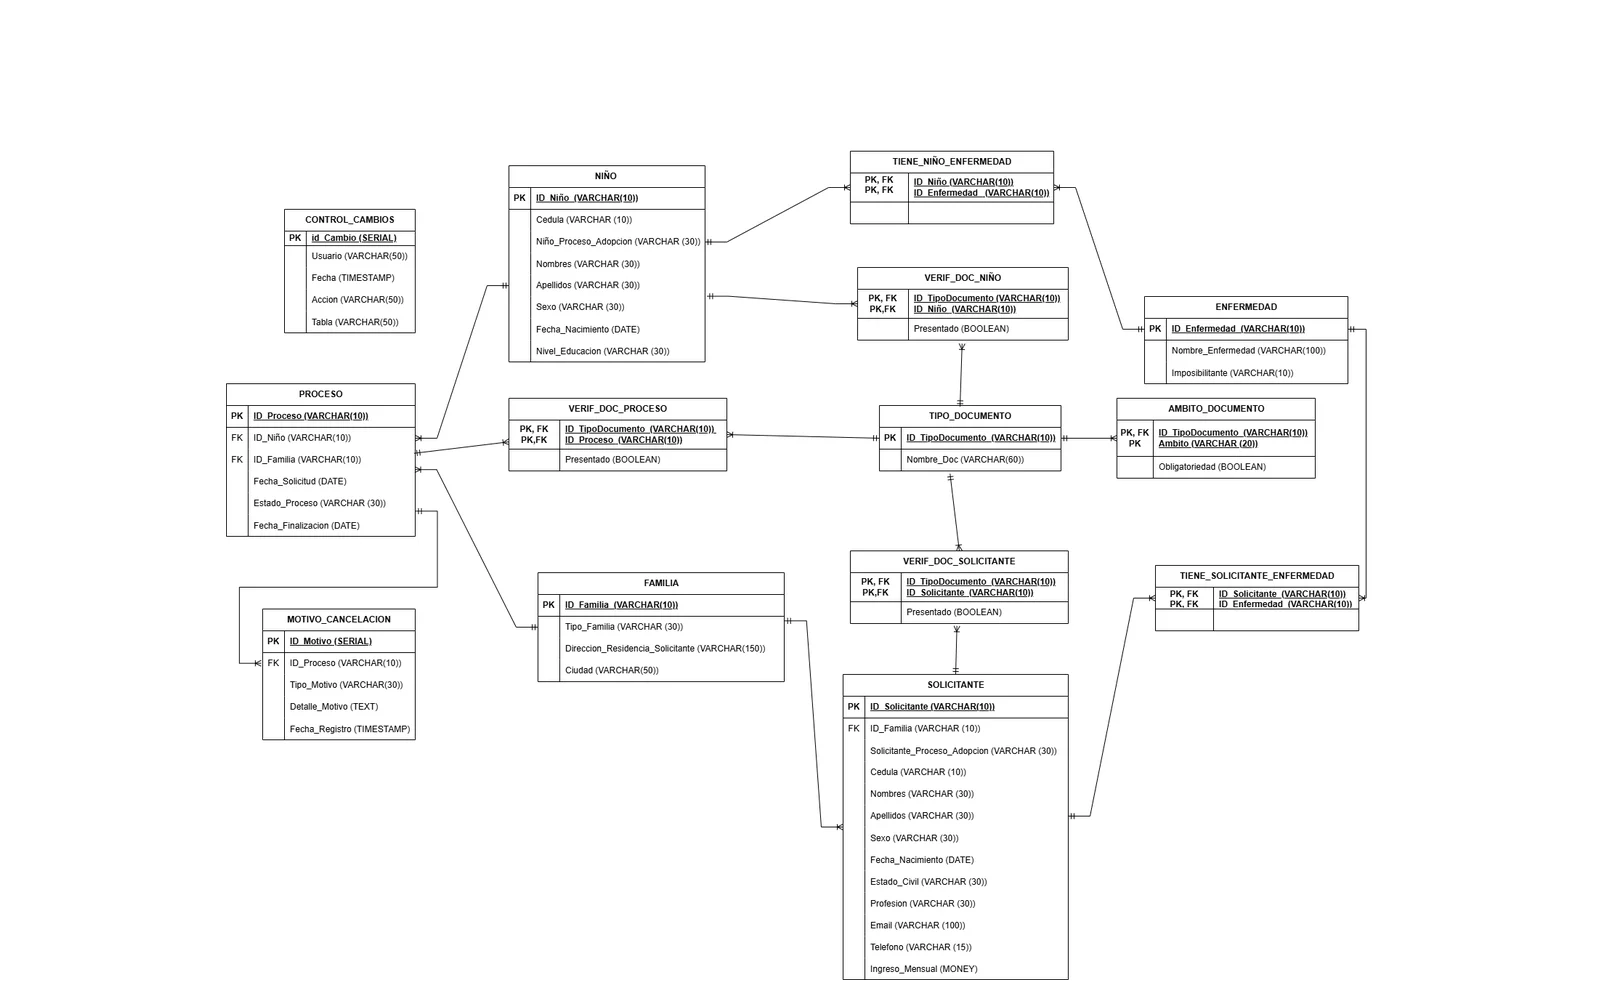 TIENE_NIÑO_ENFERMEDAD
PK, FK ID_Niño (VARCHAR(10))
PK, FK ID_Enfermedad (VARCHAR(10))
NIÑO
PK ID_Niño (VARCHAR(10))
Cedula (VARCHAR (10))
Niño_Proceso_Adopcion (VARCHAR (30))
Nombres (VARCHAR (30))
Apellidos (VARCHAR (30))
Sexo (VARCHAR (30))
Fecha_Nacimiento (DATE)
Nivel_Educacion (VARCHAR (30))
CONTROL_CAMBIOS
PK id_Cambio (SERIAL)
Usuario (VARCHAR(50))
Fecha (TIMESTAMP)
Accion (VARCHAR(50))
Tabla (VARCHAR(50))
VERIF_DOC_NIÑO
PK, FK ID_TipoDocumento (VARCHAR(10))
PK,FK ID_Niño (VARCHAR(10))
Presentado (BOOLEAN)
ENFERMEDAD
PK ID_Enfermedad (VARCHAR(10))
Nombre_Enfermedad (VARCHAR(100))
Imposibilitante (VARCHAR(10))
PROCESO
PK ID_Proceso (VARCHAR(10))
FK ID_Niño (VARCHAR(10))
FK ID_Familia (VARCHAR(10))
Fecha_Solicitud (DATE)
Estado_Proceso (VARCHAR (30))
Fecha_Finalizacion (DATE)
VERIF_DOC_PROCESO
PK, FK ID_TipoDocumento (VARCHAR(10))
PK,FK ID_Proceso (VARCHAR(10))
Presentado (BOOLEAN)
TIPO_DOCUMENTO
PK ID_TipoDocumento (VARCHAR(10))
Nombre_Doc (VARCHAR(60))
AMBITO_DOCUMENTO
PK, FK ID_TipoDocumento (VARCHAR(10))
PK Ambito (VARCHAR (20))
Obligatoriedad (BOOLEAN)
VERIF_DOC_SOLICITANTE
PK, FK ID_TipoDocumento (VARCHAR(10))
PK,FK ID_Solicitante (VARCHAR(10))
Presentado (BOOLEAN)
TIENE_SOLICITANTE_ENFERMEDAD
PK, FK ID_Solicitante (VARCHAR(10))
PK, FK ID_Enfermedad (VARCHAR(10))
FAMILIA
PK ID_Familia (VARCHAR(10))
Tipo_Familia (VARCHAR (30))
Direccion_Residencia_Solicitante (VARCHAR(150))
Ciudad (VARCHAR(50))
MOTIVO_CANCELACION
PK ID_Motivo (SERIAL)
FK ID_Proceso (VARCHAR(10))
Tipo_Motivo (VARCHAR(30))
Detalle_Motivo (TEXT)
Fecha_Registro (TIMESTAMP)
SOLICITANTE
PK ID_Solicitante (VARCHAR(10))
FK ID_Familia (VARCHAR (10))
Solicitante_Proceso_Adopcion (VARCHAR (30))
Cedula (VARCHAR (10))
Nombres (VARCHAR (30))
Apellidos (VARCHAR (30))
Sexo (VARCHAR (30))
Fecha_Nacimiento (DATE)
Estado_Civil (VARCHAR (30))
Profesion (VARCHAR (30))
Email (VARCHAR (100))
Telefono (VARCHAR (15))
Ingreso_Mensual (MONEY)